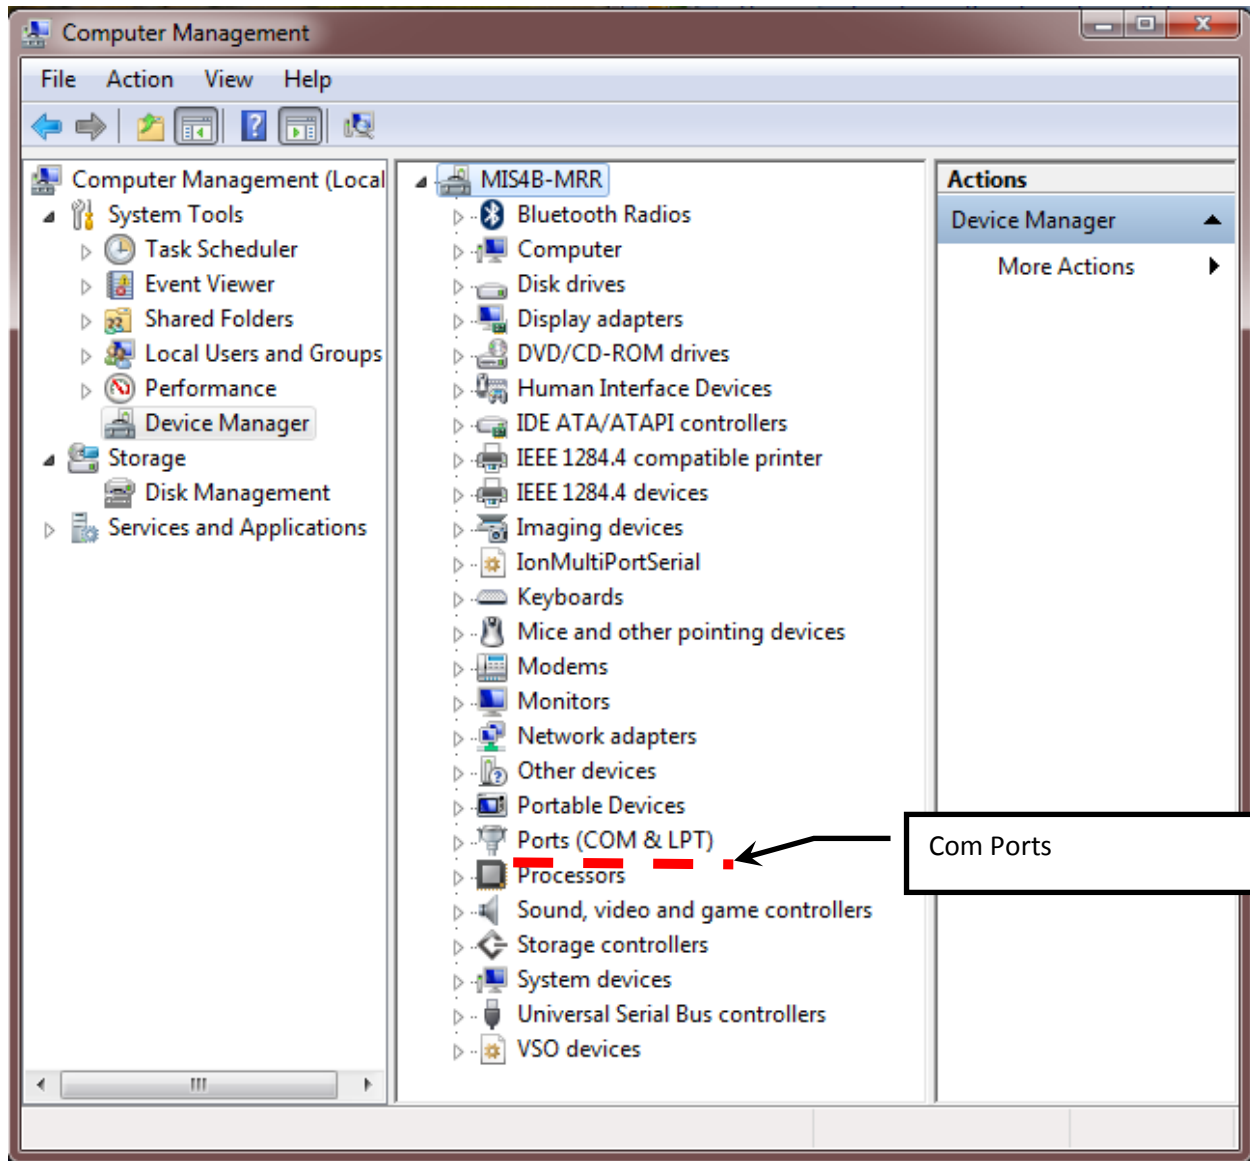 Computer Management
File Action View Help
Computer Management (Local
System Tools
Task Scheduler
Event Viewer
Shared Folders
Local Users and Groups
Performance
Device Manager
Storage
Disk Management
Services and Applications
MIS4B-MRR
Bluetooth Radios
Computer
Disk drives
Display adapters
DVD/CD-ROM drives
Human Interface Devices
IDE ATA/ATAPI controllers
IEEE 1284.4 compatible printer
IEEE 1284.4 devices
Imaging devices
IonMultiPortSerial
Keyboards
Mice and other pointing devices
Modems
Monitors
Network adapters
Other devices
Portable Devices
Ports (COM & LPT)
Processors
Sound, video and game controllers
Storage controllers
System devices
Universal Serial Bus controllers
VSO devices
Actions
Device Manager
More Actions
Com Ports